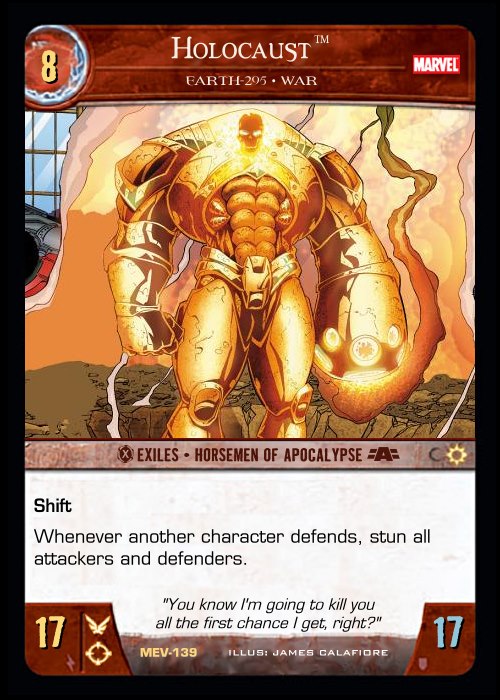 8
Holocaust™
EARTH-295 • WAR
MARVEL
EXILES • HORSEMEN OF APOCALYPSE
Shift
Whenever another character defends, stun all
attackers and defenders.
"You know I'm going to kill you
all the first chance I get, right?"
17
17
MEV-139 ILLUS: JAMES CALAFIORE